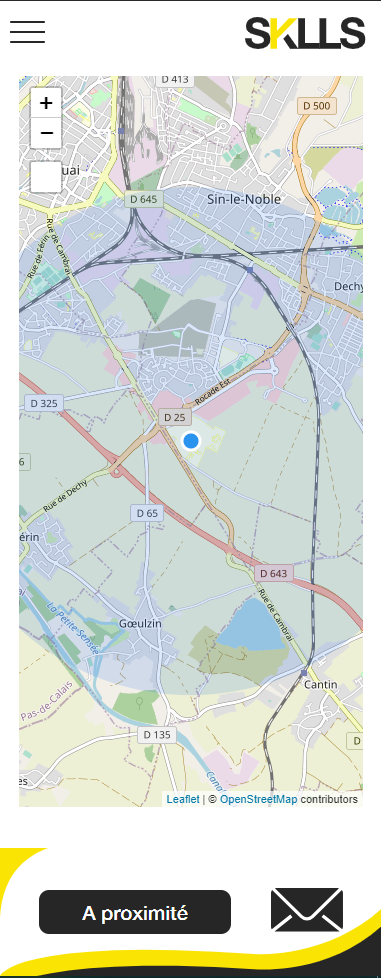 SKLLS
D 413
+
D 500
−
uai
D 645
Sin-le-Noble
Rue de Férin
Rue de Cambrai
Dechy
D 325
Rocade Est
D 25
6
Rue de Dechy
D 65
érin
D 643
La Petite Sensée
Gœulzin
Rue de Cambrai
Cantin
Pas-de-Calais
D 135
D
es
Cana
Leaflet | © OpenStreetMap contributors
A proximité